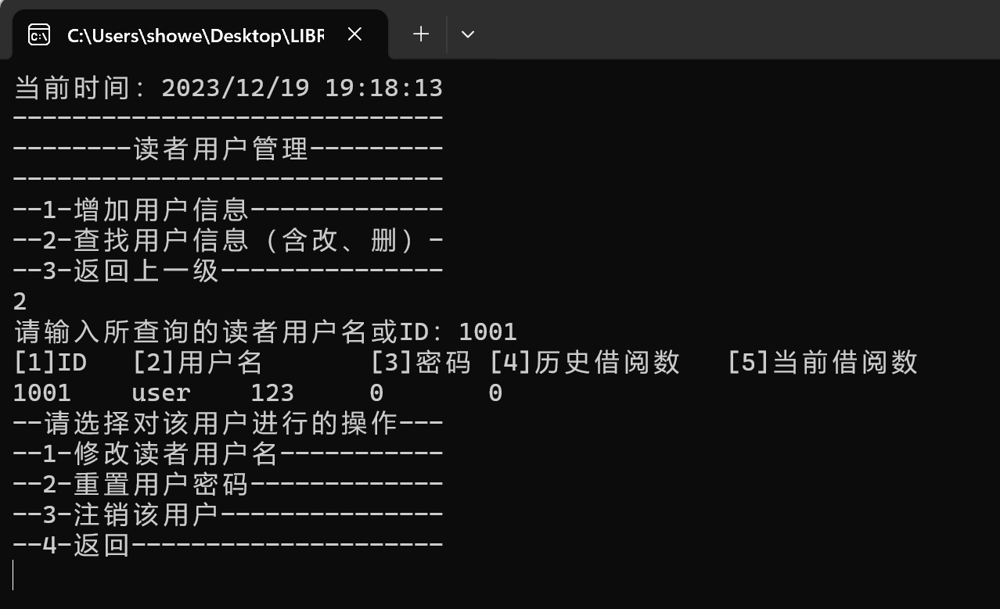 C:\Users\showe\Desktop\LIBR
当前时间：2023/12/19 19:18:13
-----------------------------
--------读者用户管理---------
-----------------------------
--1-增加用户信息-------------
--2-查找用户信息（含改、删）-
--3-返回上一级---------------
2
请输入所查询的读者用户名或ID：1001
[1]ID   [2]用户名       [3]密码 [4]历史借阅数   [5]当前借阅数
1001    user    123     0       0
--请选择对该用户进行的操作---
--1-修改读者用户名-----------
--2-重置用户密码-------------
--3-注销该用户---------------
--4-返回---------------------